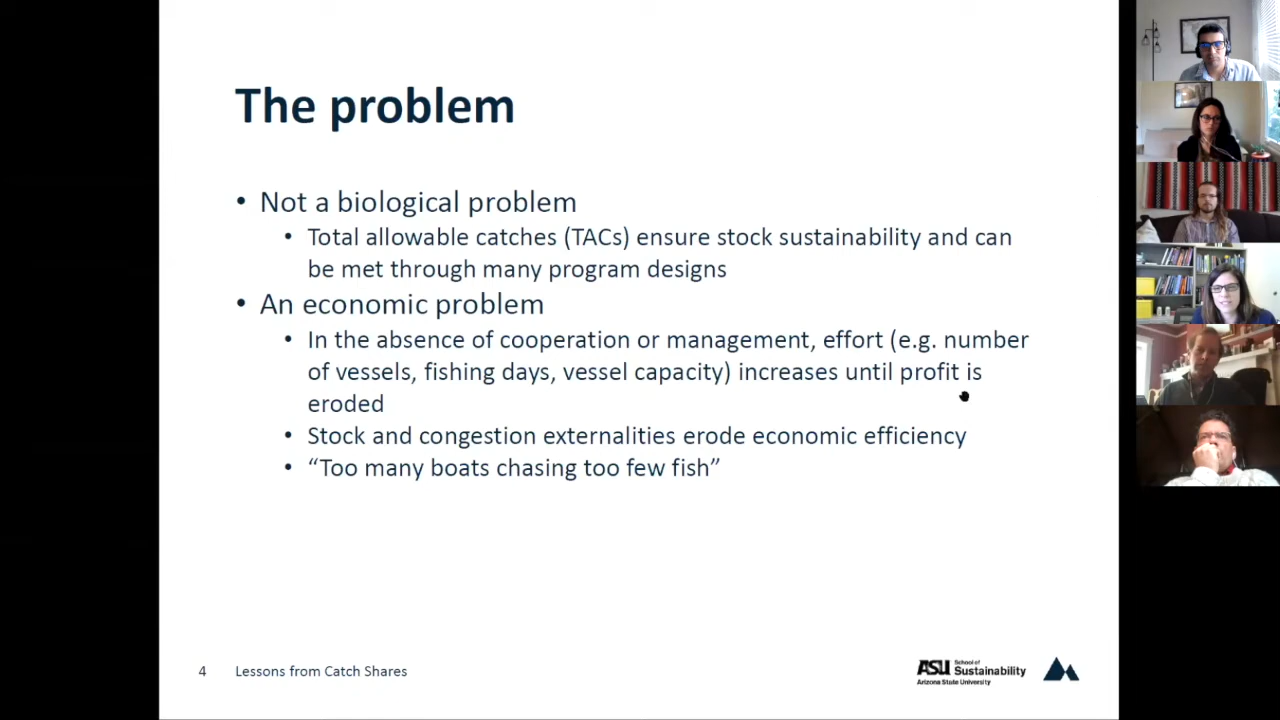 The problem
• Not a biological problem
• Total allowable catches (TACs) ensure stock sustainability and can
be met through many program designs
• An economic problem
• In the absence of cooperation or management, effort (e.g. number
of vessels, fishing days, vessel capacity) increases until profit is
eroded
• Stock and congestion externalities erode economic efficiency
• “Too many boats chasing too few fish”
4 Lessons from Catch Shares
ASU School of
Sustainability
Arizona State University